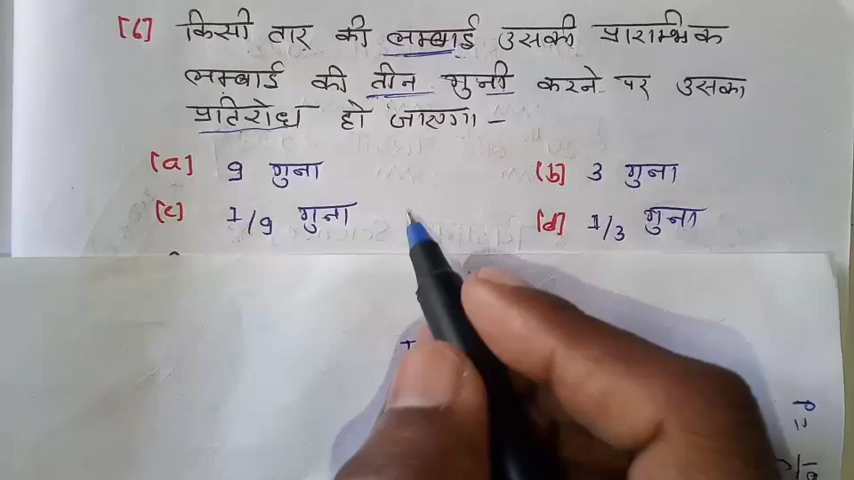 [6] किसी तार की लम्बाई उसकी प्रारम्भिक
लम्बाई की तीन गुनी करने पर उसका
प्रतिरोध हो जाएगा -
[a] 9 गुना [b] 3 गुना
[c] 1/9 गुना [d] 1/3 गुना